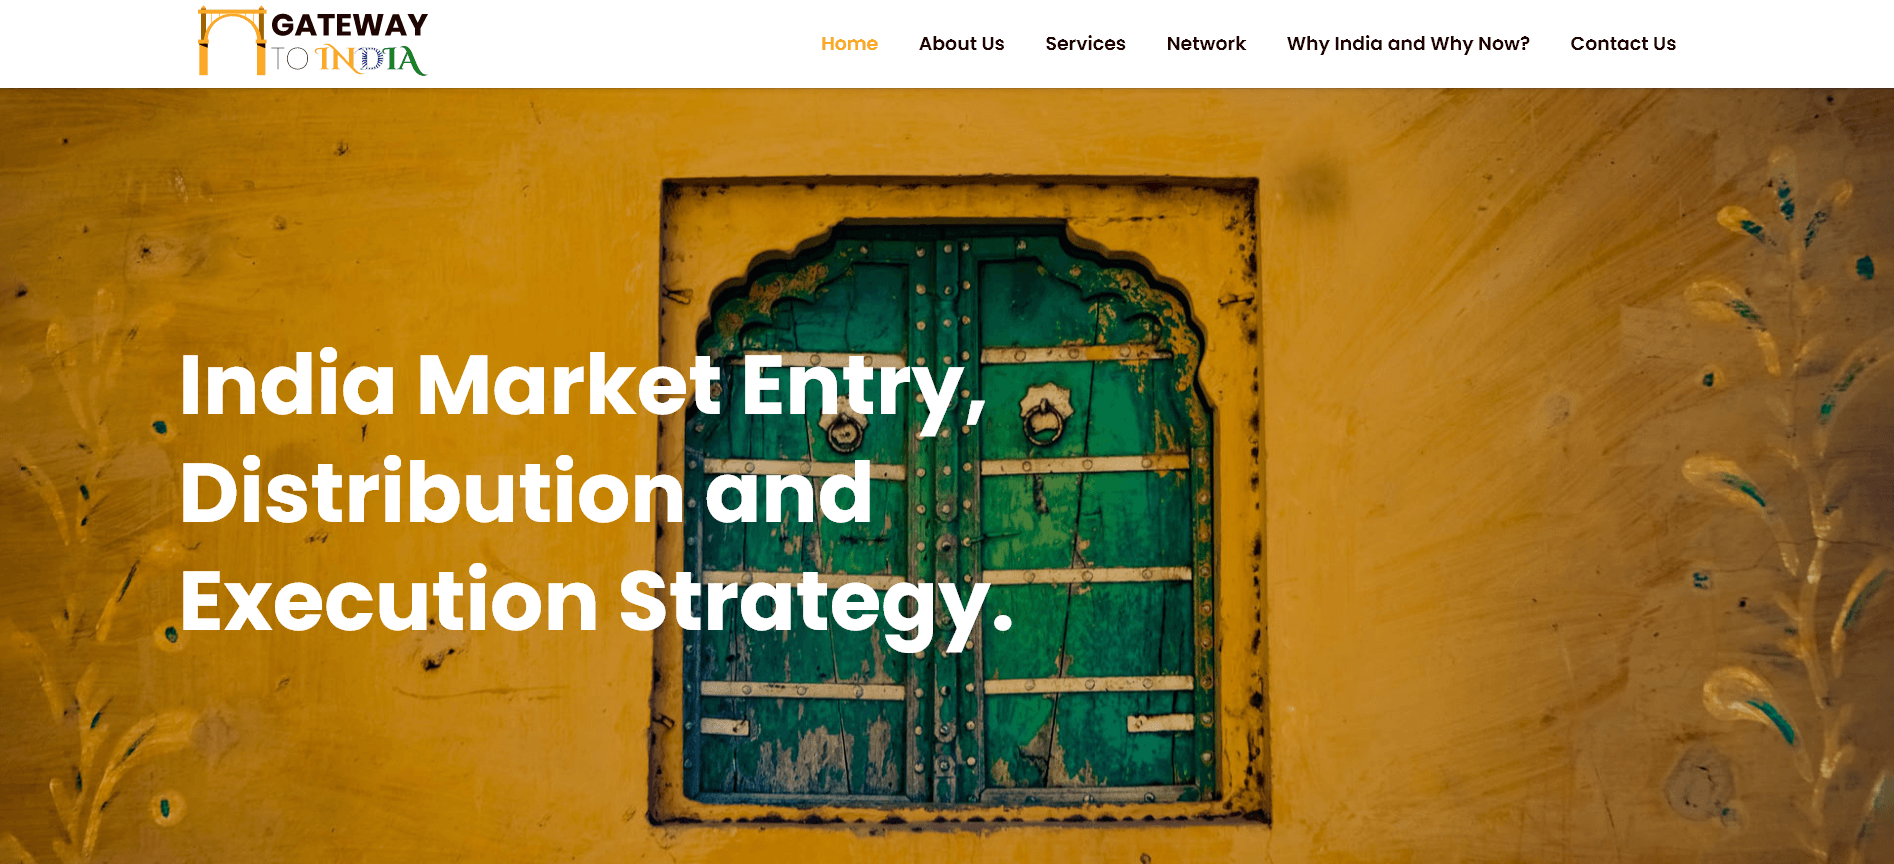 GATEWAY
TO INDIA
Home About Us Services Network Why India and Why Now? Contact Us
India Market Entry,
Distribution and
Execution Strategy.